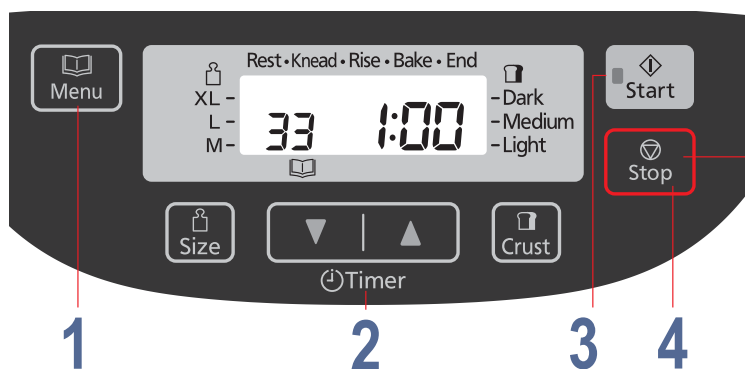 Menu
Rest • Knead • Rise • Bake • End
XL –
L –
M –
33 1:00
– Dark
– Medium
– Light
Start
Stop
Size
Crust
Timer
1
2
3
4